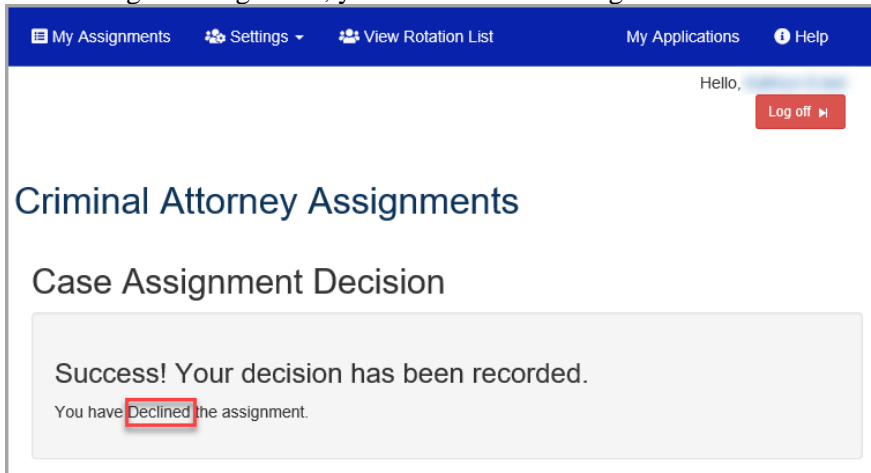 My Assignments Settings View Rotation List My Applications Help
Hello,
Log off
Criminal Attorney Assignments
Case Assignment Decision
Success! Your decision has been recorded.
You have Declined the assignment.